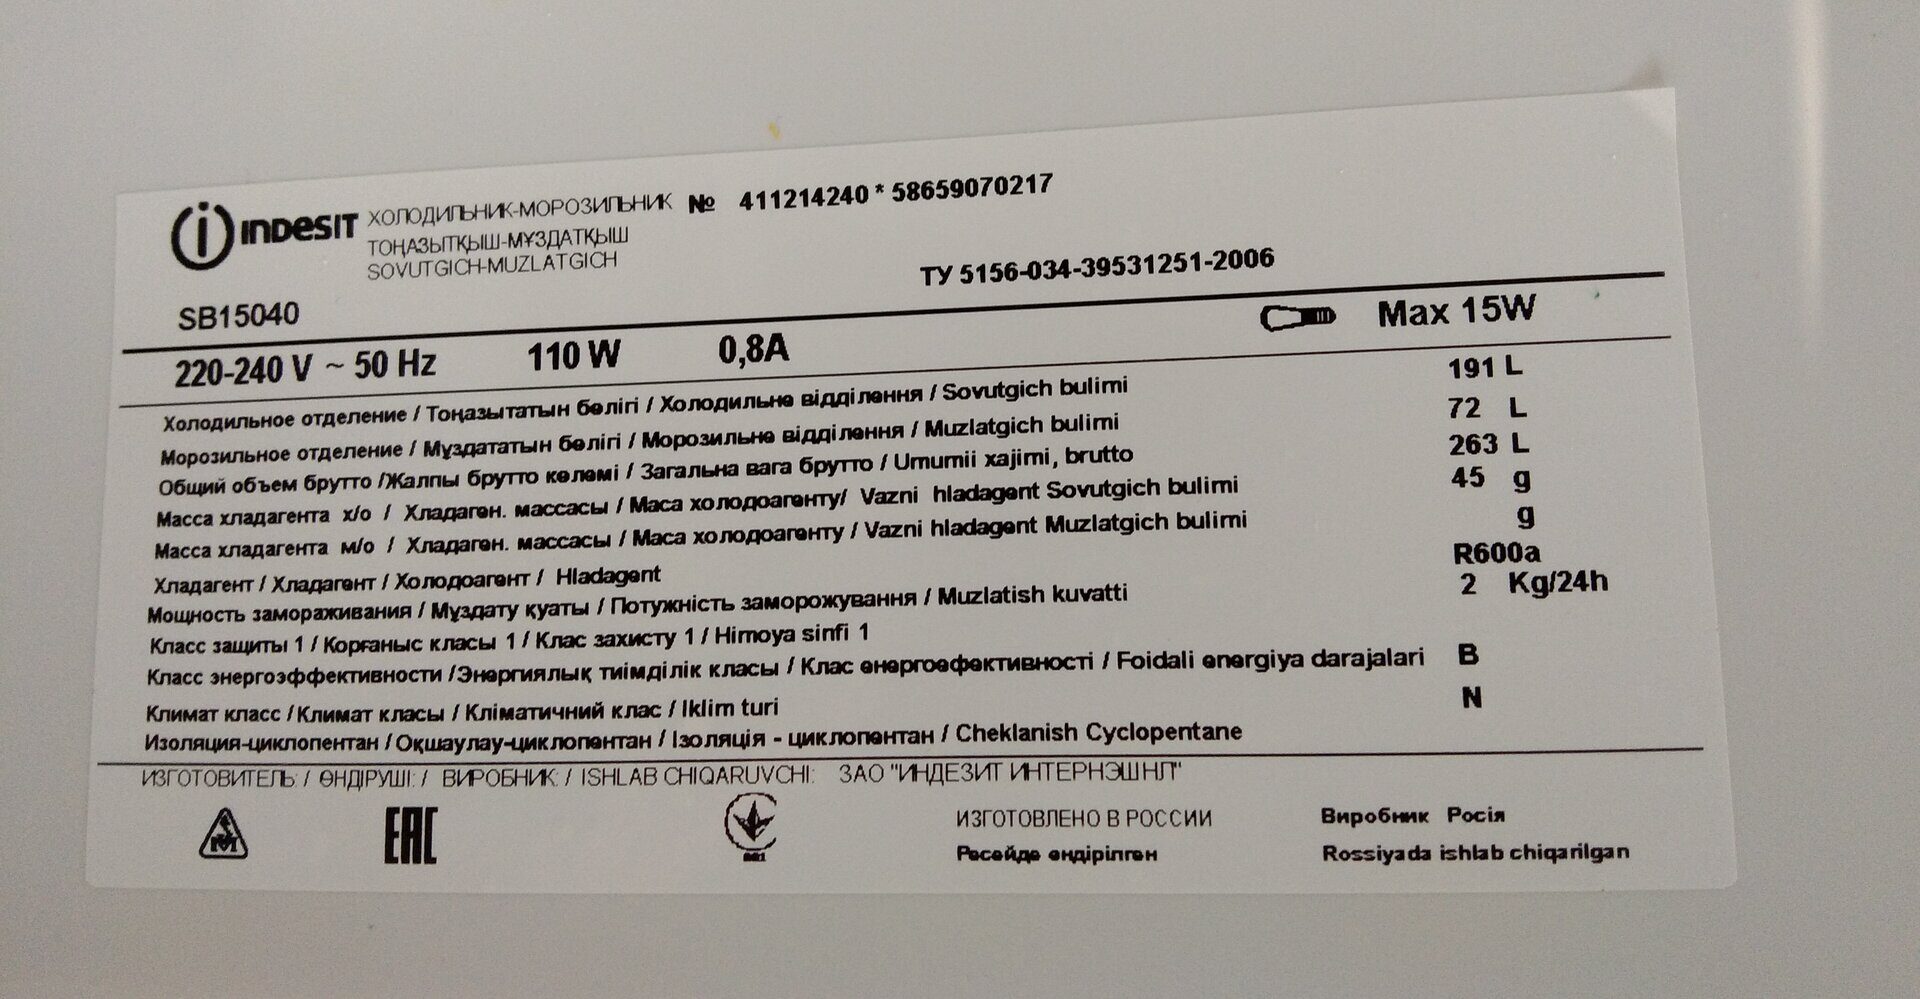 INDESIT ХОЛОДИЛЬНИК-МОРОЗИЛЬНИК № 411214240 * 58659070217
ТОҢАЗЫТҚЫШ-МҰЗДАТҚЫШ
SOVUTGICH-MUZLATGICH
ТУ 5156-034-39531251-2006
SB15040
220-240 V ~ 50 Hz 110 W 0,8A Max 15W
Холодильное отделение / Тоңазытатын бөлігі / Холодильне відділення / Sovutgich bulimi 191 L
Морозильное отделение / Мұздататын бөлігі / Морозильне відділення / Muzlatgich bulimi 72 L
Общий объем брутто /Жалпы брутто көлемі / Загальна вага брутто / Umumii xajimi, brutto 263 L
Масса хладагента х/о / Хладаген. массасы / Маса холодоагенту/ Vazni hladagent Sovutgich bulimi 45 g
Масса хладагента м/о / Хладаген. массасы / Маса холодоагенту / Vazni hladagent Muzlatgich bulimi g
Хладагент / Хладагент / Холодоагент / Hladagent R600a
Мощность замораживания / Мұздату қуаты / Потужність заморожування / Muzlatish kuvatti 2 Kg/24h
Класс защиты 1 / Корғаныс класы 1 / Клас захисту 1 / Himoya sinfi 1
Класс энергоэффективности /Энергиялық тиімділік класы / Клас енергоефективності / Foidali energiya darajalari B
Климат класс / Климат класы / Кліматичний клас / Iklim turi N
Изоляция-циклопентан / Оқшаулау-циклопентан / Ізоляція - циклопентан / Cheklanish Cyclopentane
ИЗГОТОВИТЕЛЬ: / ӨНДІРУШІ: / ВИРОБНИК: / ISHLAB CHIQARUVCHI: ЗАО "ИНДЕЗИТ ИНТЕРНЭШНЛ"
EAC ИЗГОТОВЛЕНО В РОССИИ Виробник Росія
Ресейде өндірілген Rossiyada ishlab chiqarilgan